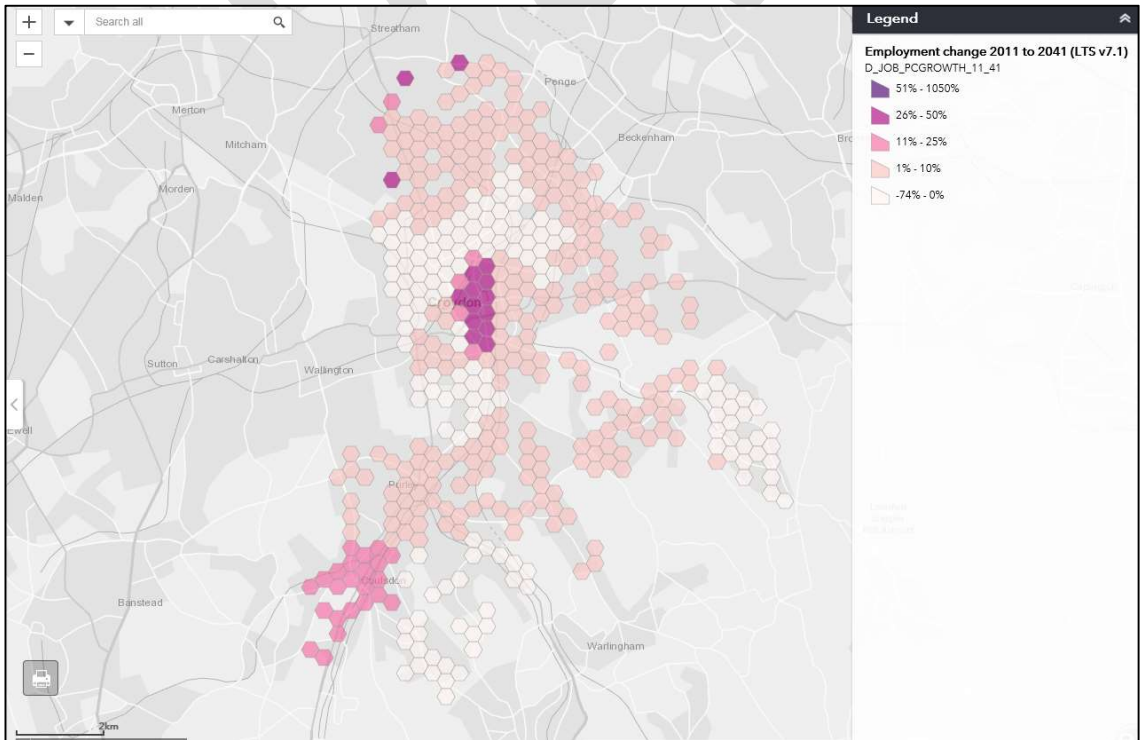 +
Search all
−
Streatham
Penge
Merton
Mitcham
Beckenham
Bro
Malden
Morden
Croydon
Sutton
Carshalton
Wallington
<
Ewell
Purley
Coulsdon
Banstead
Warlingham
2km
Legend
Employment change 2011 to 2041 (LTS v7.1)
D_JOB_PCGROWTH_11_41
51% - 1050%
26% - 50%
11% - 25%
1% - 10%
-74% - 0%